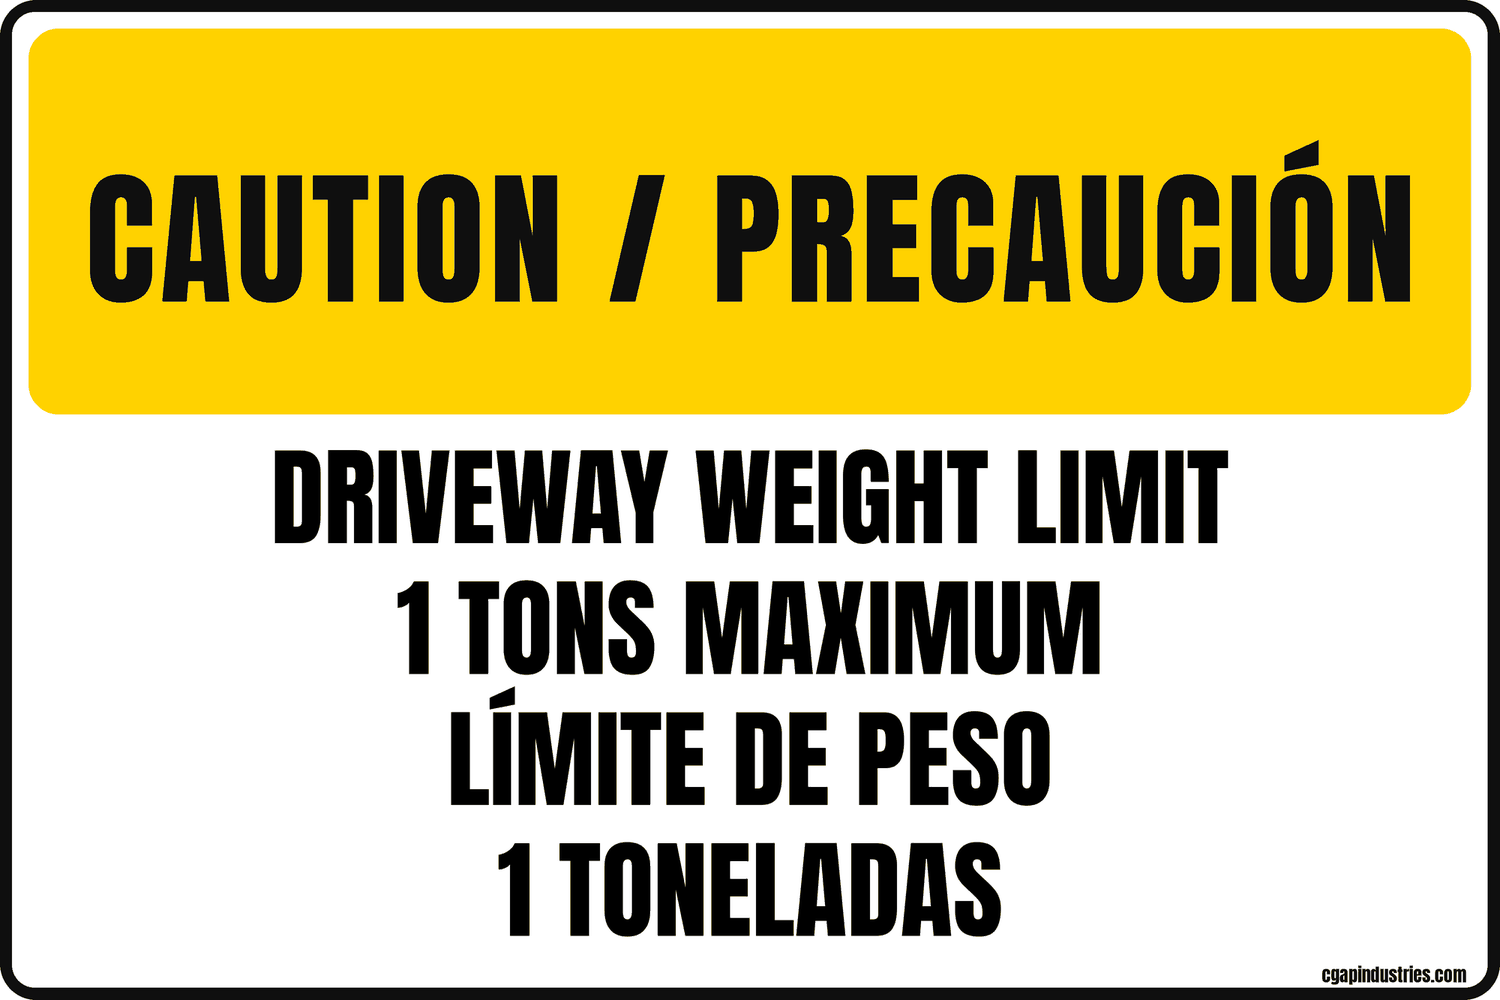 CAUTION / PRECAUCIÓN
DRIVEWAY WEIGHT LIMIT
1 TONS MAXIMUM
LÍMITE DE PESO
1 TONELADAS
cgapindustries.com